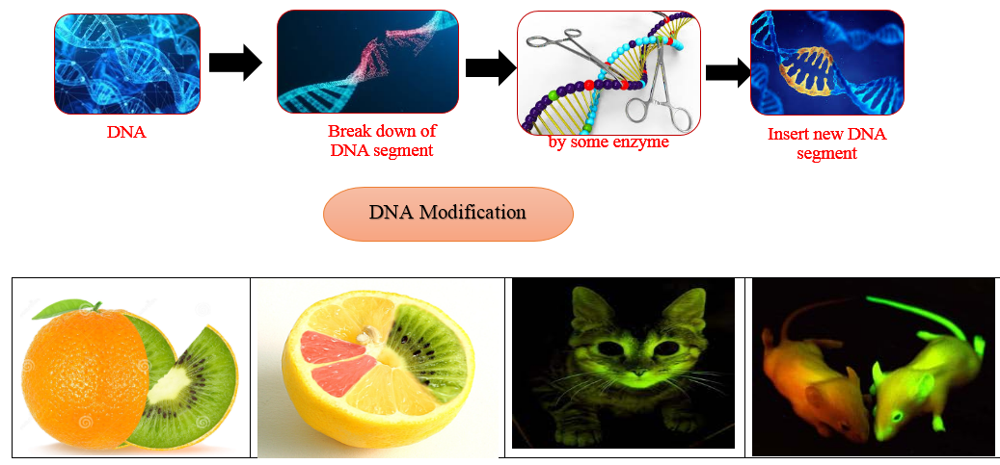 DNA
Break down of
DNA segment
by some enzyme
Insert new DNA
segment
DNA Modification